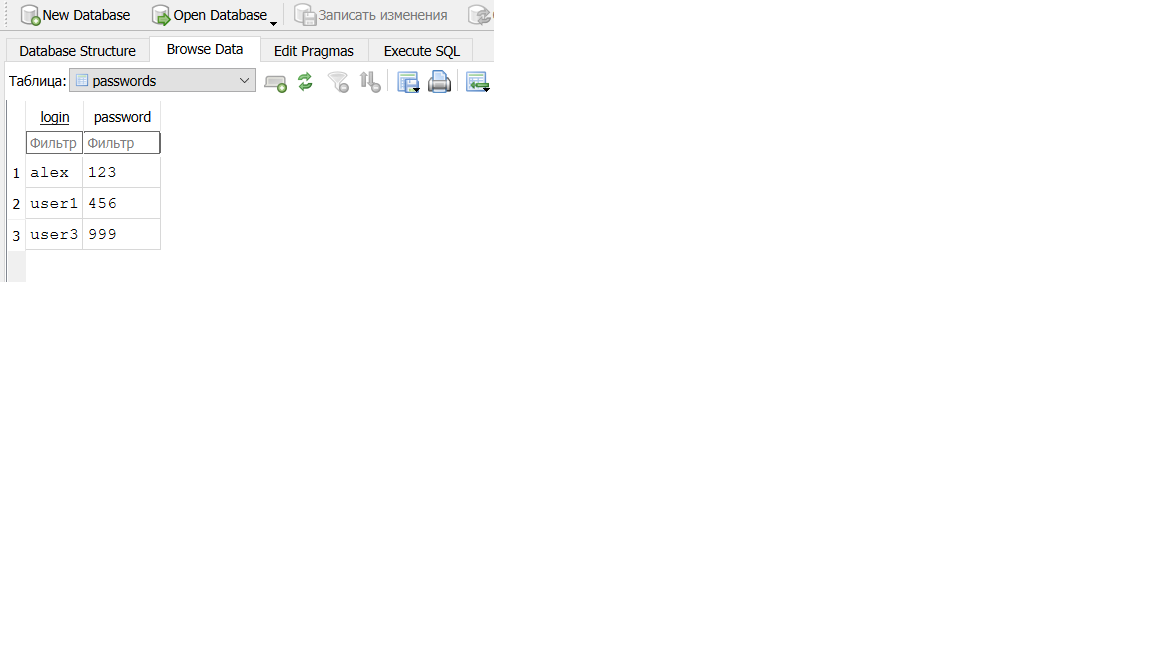 New Database Open Database Записать изменения
Database Structure Browse Data Edit Pragmas Execute SQL
Таблица: passwords
login password
Фильтр Фильтр
1 alex 123
2 user1 456
3 user3 999